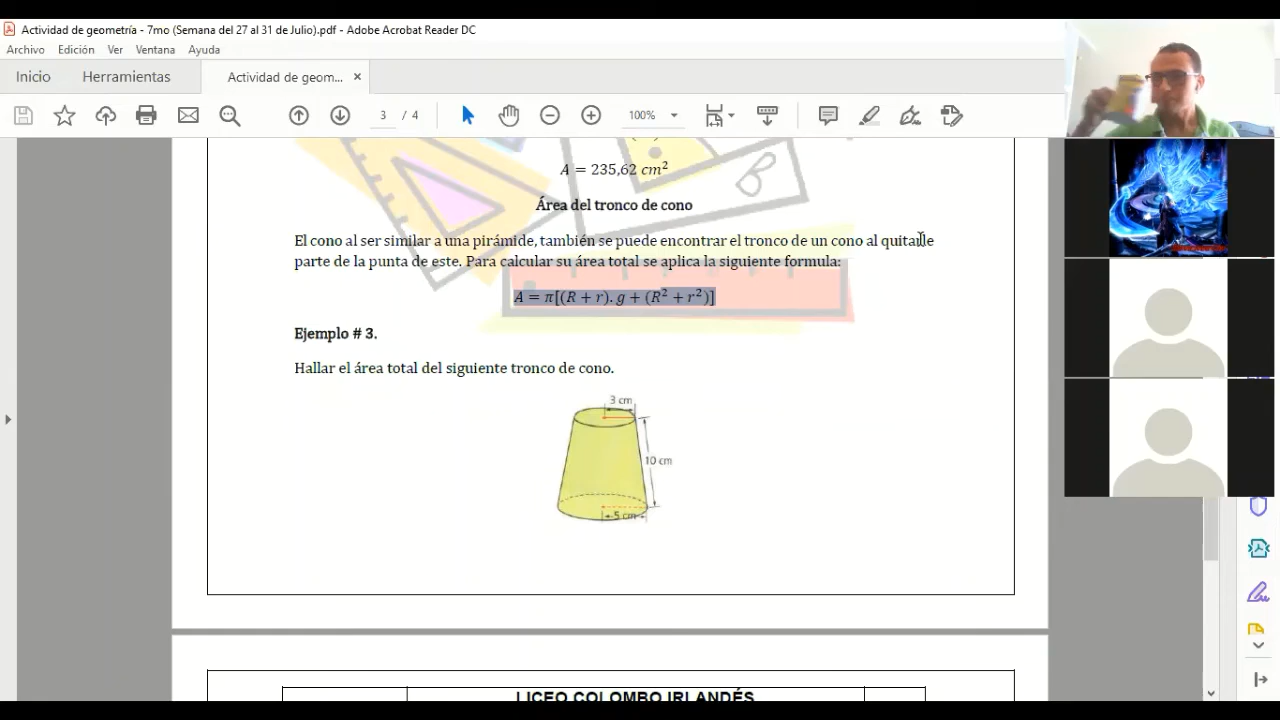 Actividad de geometría - 7mo (Semana del 27 al 31 de Julio).pdf - Adobe Acrobat Reader DC
Archivo Edición Ver Ventana Ayuda
Inicio Herramientas Actividad de geom... ×
3 / 4 100%
A = 235,62 cm²
Área del tronco de cono
El cono al ser similar a una pirámide, también se puede encontrar el tronco de un cono al quitarle
parte de la punta de este. Para calcular su área total se aplica la siguiente formula:
A = π[(R + r). g + (R² + r²)]
Ejemplo # 3.
Hallar el área total del siguiente tronco de cono.
3 cm
10 cm
5 cm
LICEO COLOMBO IRLANDÉS